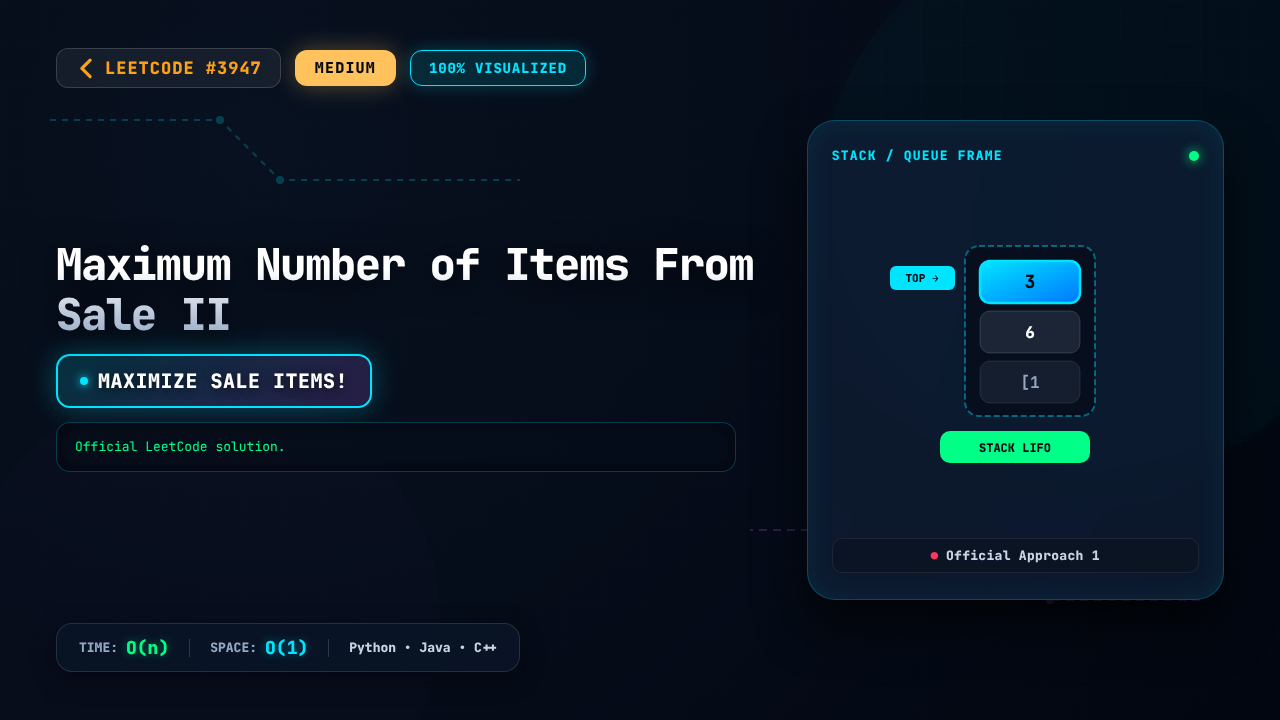 LEETCODE #3947
MEDIUM
100% VISUALIZED
Maximum Number of Items From
Sale II
MAXIMIZE SALE ITEMS!
Official LeetCode solution.
TIME: O(n)
SPACE: O(1)
Python • Java • C++
STACK / QUEUE FRAME
TOP →
3
6
[1
STACK LIFO
Official Approach 1